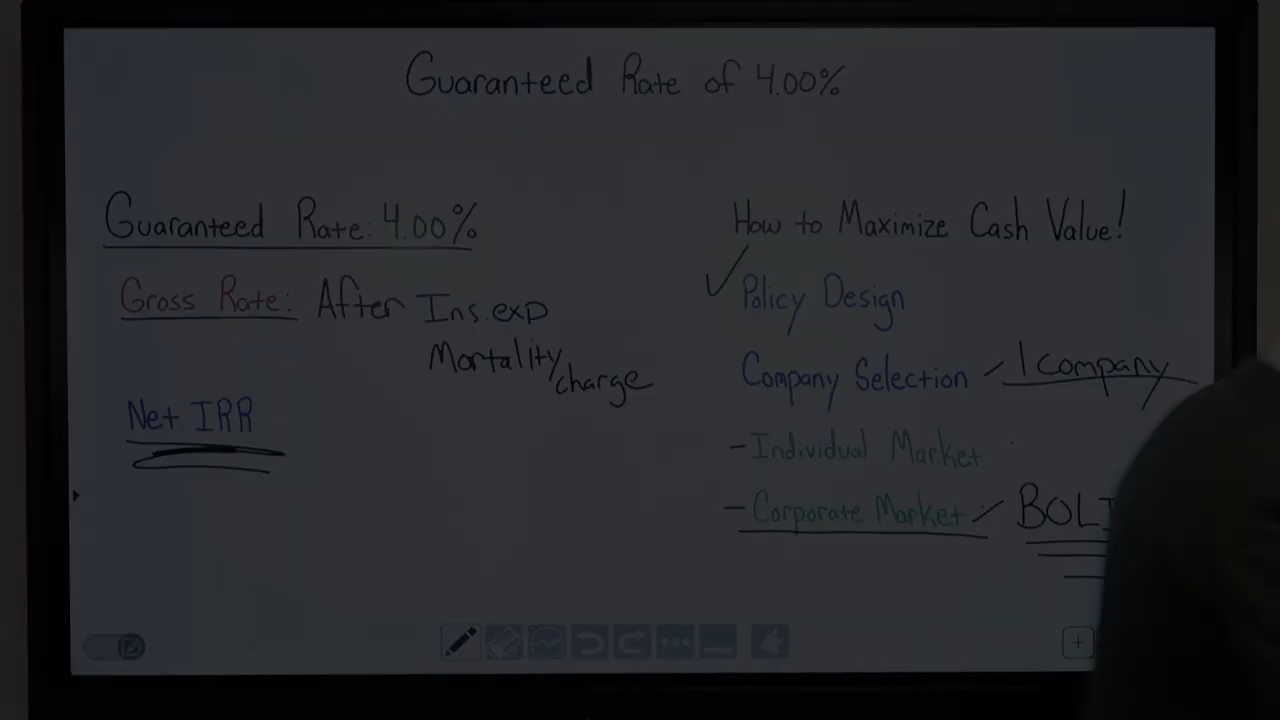 Guaranteed Rate of 4.00%
Guaranteed Rate: 4.00%
Gross Rate: After Ins. exp
Mortality/
charge
Net IRR
How to Maximize Cash Value!
Policy Design
Company Selection - 1 Company
- Individual Market
- Corporate Market - BOLI